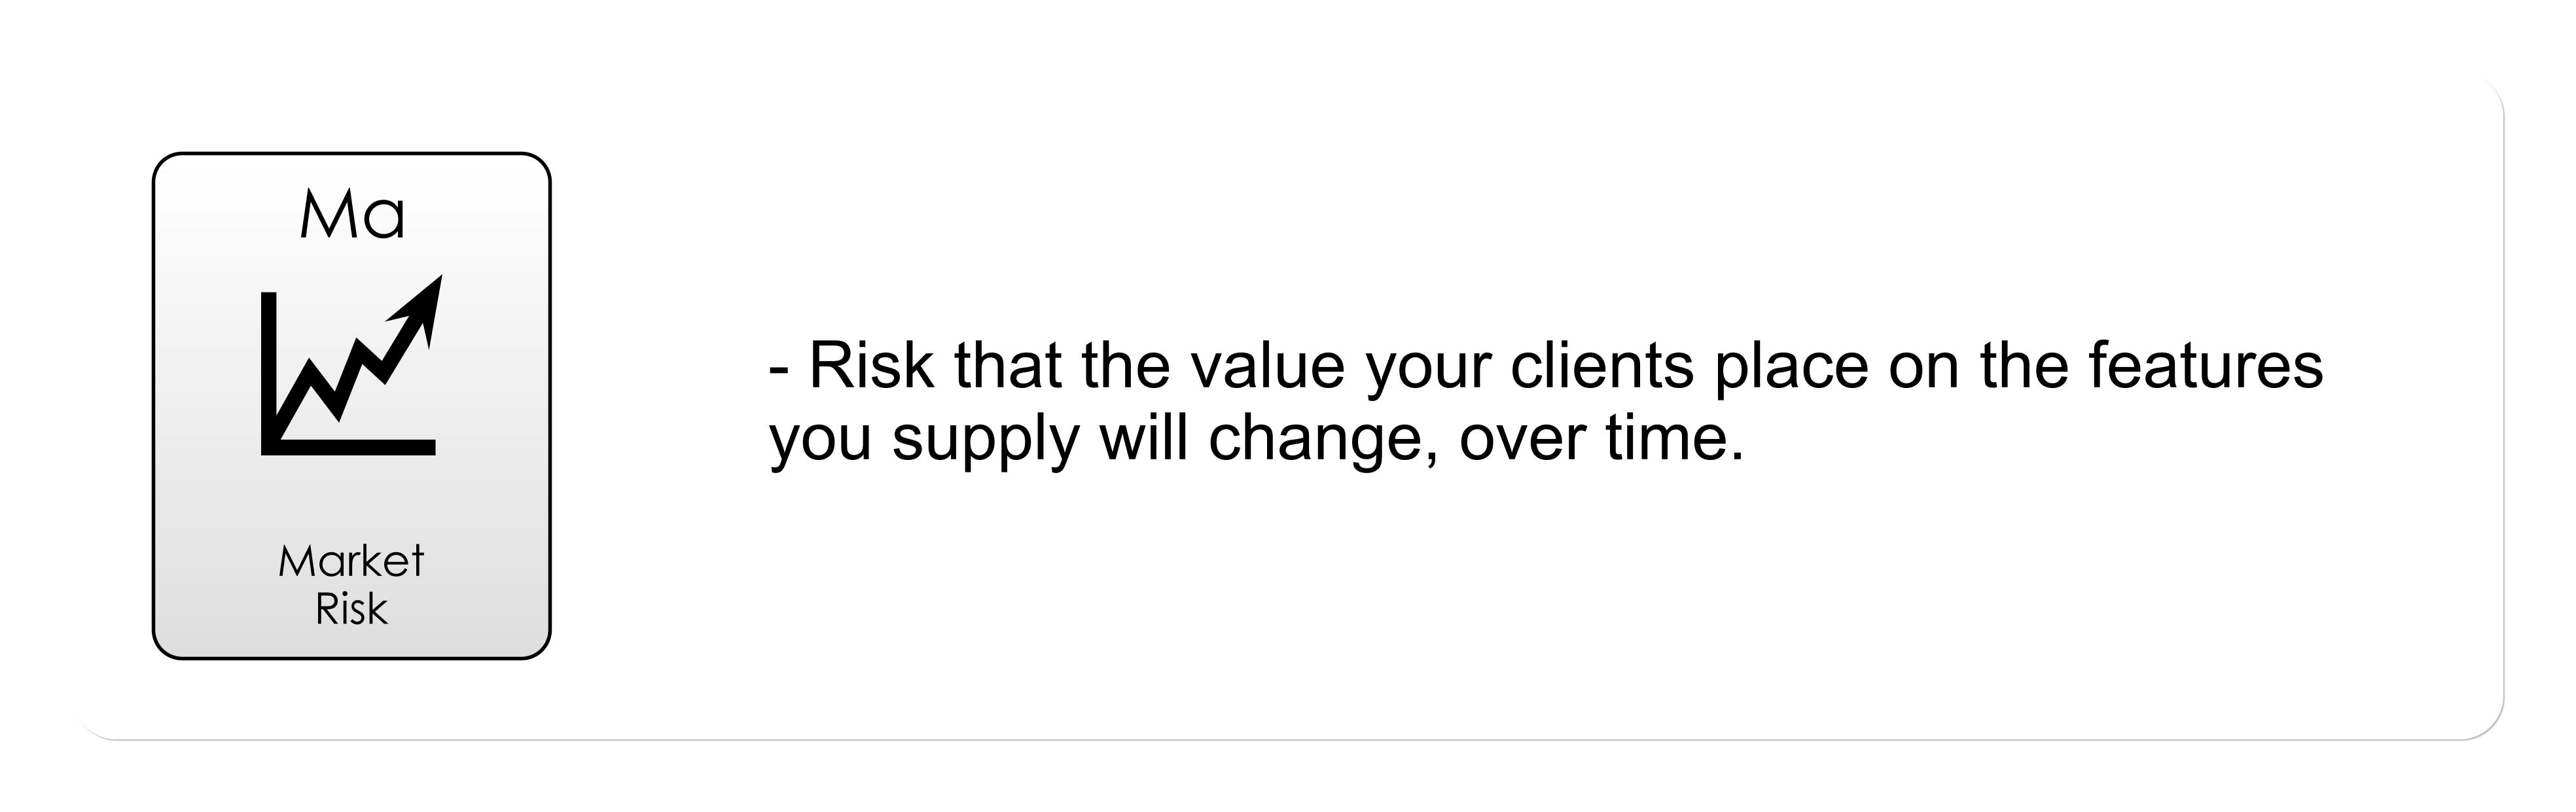 Ma
Market
Risk
- Risk that the value your clients place on the features
you supply will change, over time.